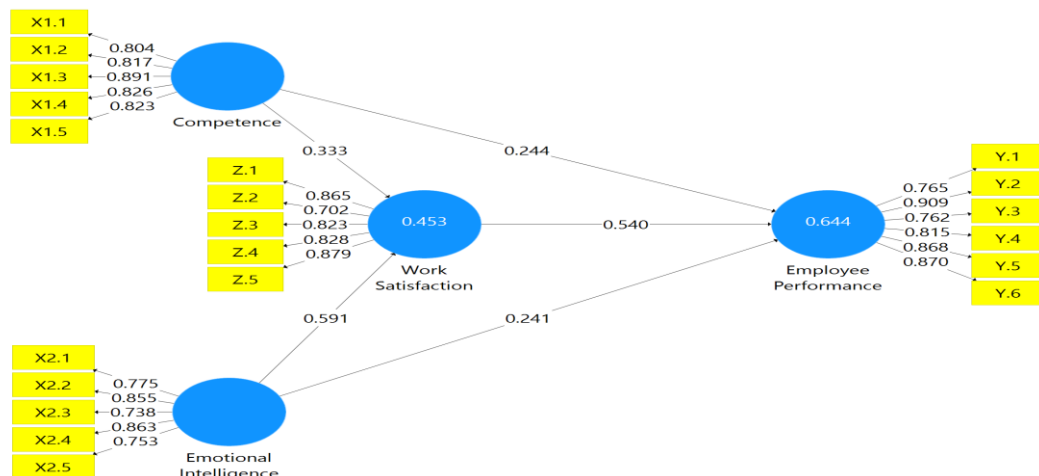 X1.1
X1.2
X1.3
X1.4
X1.5
0.804
0.817
0.891
0.826
0.823
Competence
0.333
0.244
Z.1
Z.2
Z.3
Z.4
Z.5
0.865
0.702
0.823
0.828
0.879
0.453
Work
Satisfaction
0.540
0.644
Employee
Performance
0.765
0.909
0.762
0.815
0.868
0.870
Y.1
Y.2
Y.3
Y.4
Y.5
Y.6
0.591
0.241
X2.1
X2.2
X2.3
X2.4
X2.5
0.775
0.855
0.738
0.863
0.753
Emotional
Intelligence